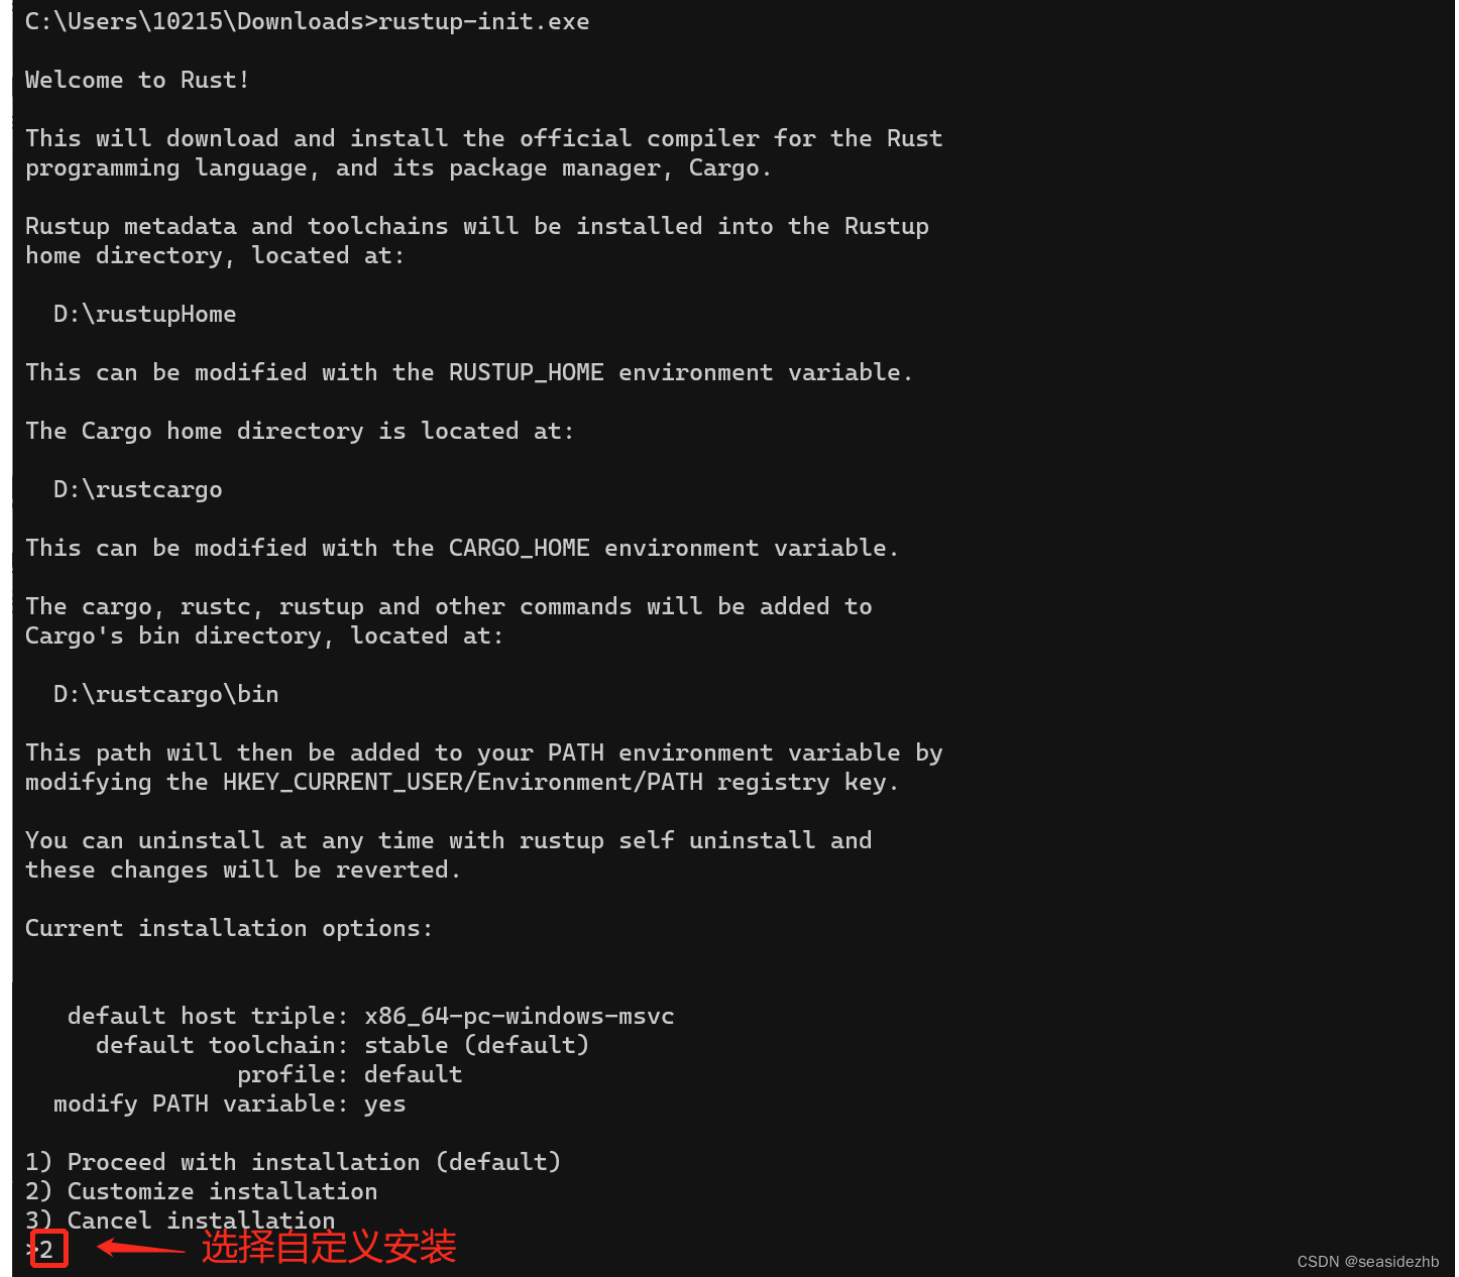 C:\Users\10215\Downloads>rustup-init.exe
Welcome to Rust!
This will download and install the official compiler for the Rust
programming language, and its package manager, Cargo.
Rustup metadata and toolchains will be installed into the Rustup
home directory, located at:
D:\rustupHome
This can be modified with the RUSTUP_HOME environment variable.
The Cargo home directory is located at:
D:\rustcargo
This can be modified with the CARGO_HOME environment variable.
The cargo, rustc, rustup and other commands will be added to
Cargo's bin directory, located at:
D:\rustcargo\bin
This path will then be added to your PATH environment variable by
modifying the HKEY_CURRENT_USER/Environment/PATH registry key.
You can uninstall at any time with rustup self uninstall and
these changes will be reverted.
Current installation options:
default host triple: x86_64-pc-windows-msvc
default toolchain: stable (default)
profile: default
modify PATH variable: yes
1) Proceed with installation (default)
2) Customize installation
3) Cancel installation
>2 选择自定义安装
CSDN @seasidezhb